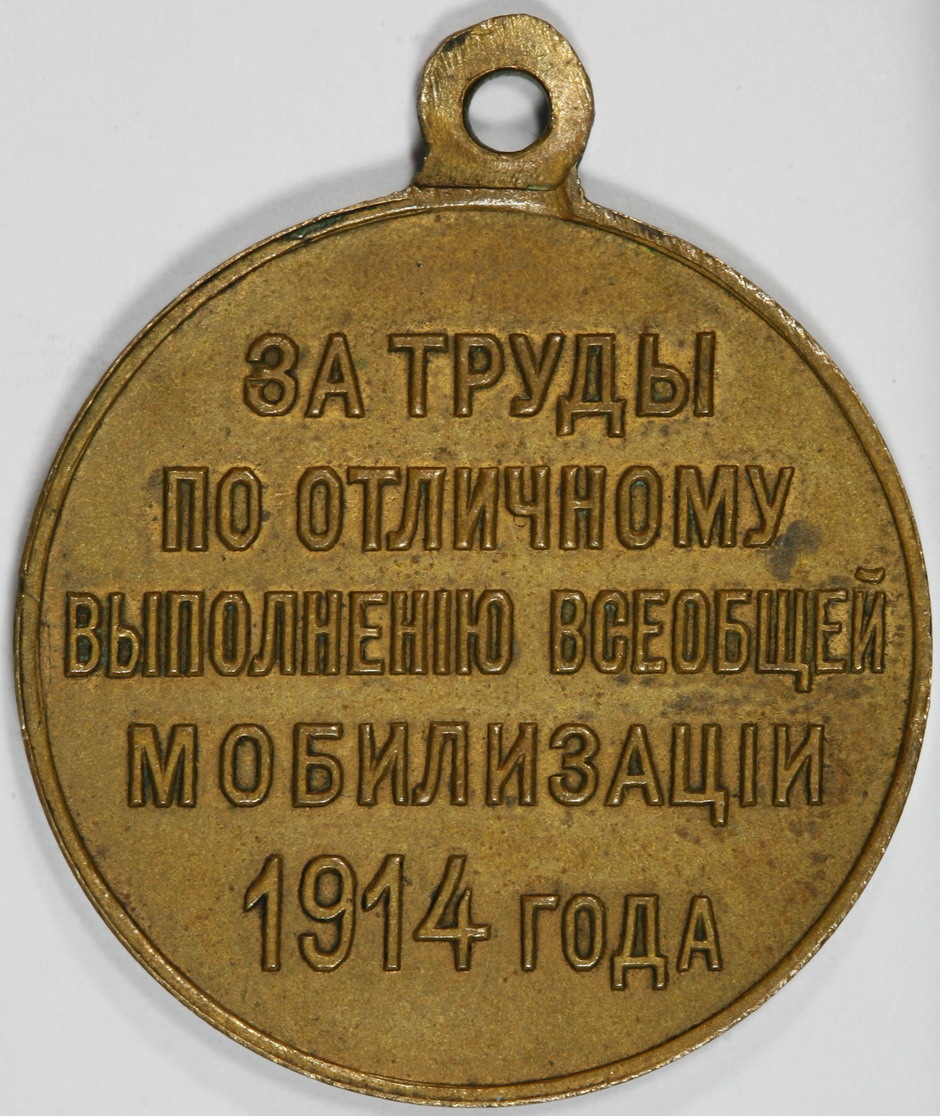 ЗА ТРУДЫ
ПО ОТЛИЧНОМУ
ВЫПОЛНЕНІЮ ВСЕОБЩЕЙ
МОБИЛИЗАЦІИ
1914 ГОДА